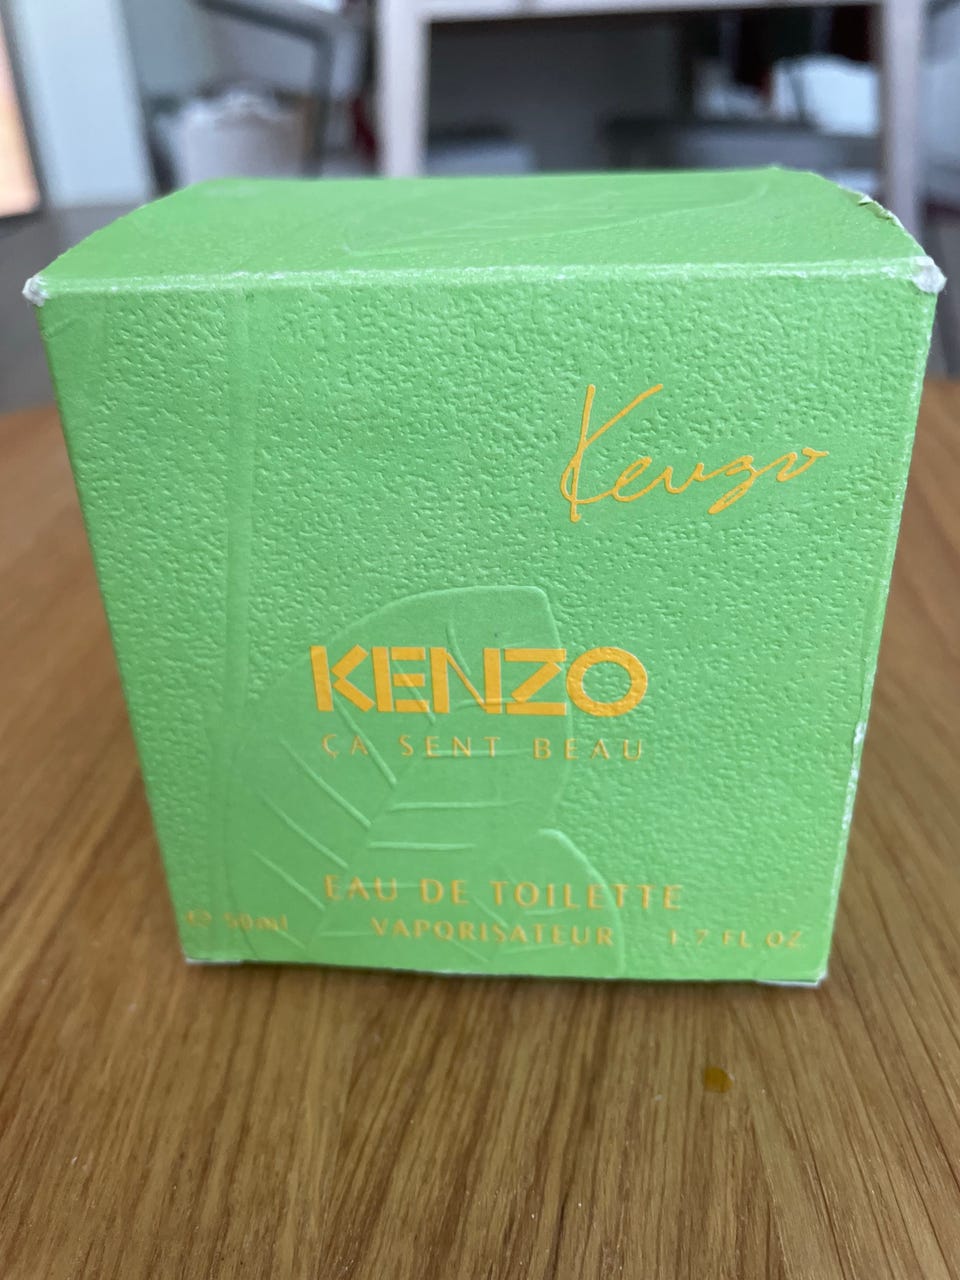 Kenzo
KENZO
ÇA SENT BEAU
EAU DE TOILETTE
℮ 50ml VAPORISATEUR 1.7 FL OZ